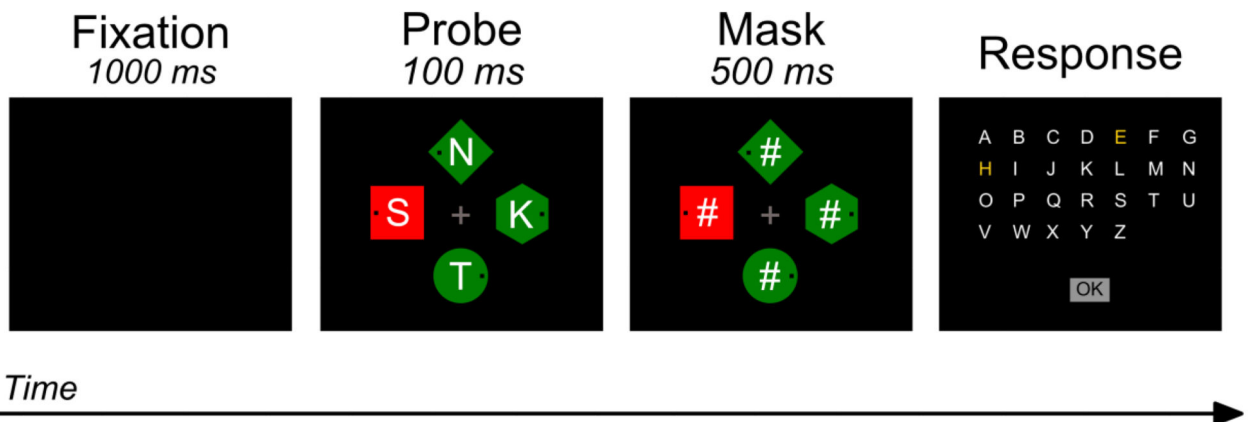 Fixation
1000 ms
Probe
100 ms
Mask
500 ms
Response
N
S + K
T
#
# + #
#
A B C D E F G
H I J K L M N
O P Q R S T U
V W X Y Z
OK
Time